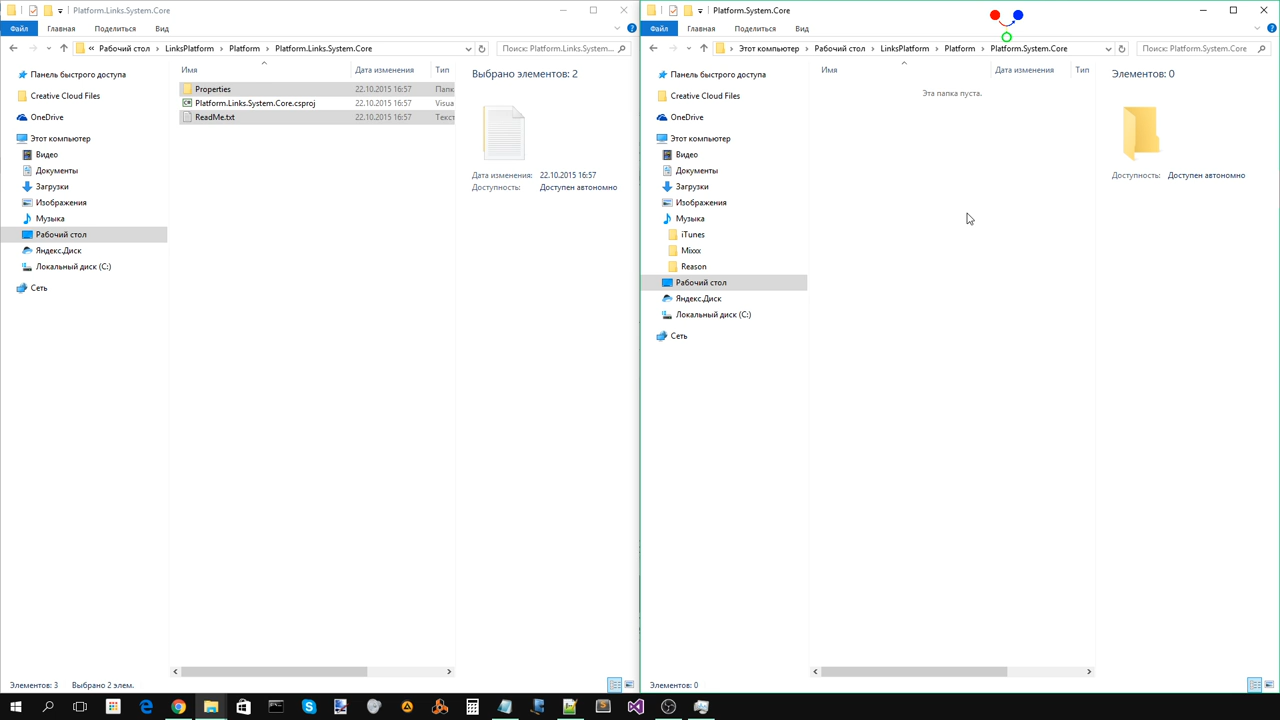 Platform.Links.System.Core
Файл Главная Поделиться Вид
Рабочий стол LinksPlatform Platform Platform.Links.System.Core
Поиск: Platform.Links.System....
Панель быстрого доступа
Creative Cloud Files
OneDrive
Этот компьютер
Видео
Документы
Загрузки
Изображения
Музыка
Рабочий стол
Яндекс.Диск
Локальный диск (C:)
Сеть
Имя Дата изменения Тип
Properties 22.10.2015 16:57 Папк
Platform.Links.System.Core.csproj 22.10.2015 16:57 Visua
ReadMe.txt 22.10.2015 16:57 Текст
Выбрано элементов: 2
Дата изменения: 22.10.2015 16:57
Доступность: Доступен автономно
Элементов: 3 Выбрано 2 элем.
Platform.System.Core
Файл Главная Поделиться Вид
Этот компьютер Рабочий стол LinksPlatform Platform Platform.System.Core
Поиск: Platform.System.Core
Панель быстрого доступа
Creative Cloud Files
OneDrive
Этот компьютер
Видео
Документы
Загрузки
Изображения
Музыка
iTunes
Mixxx
Reason
Рабочий стол
Яндекс.Диск
Локальный диск (C:)
Сеть
Имя Дата изменения Тип
Эта папка пуста.
Элементов: 0
Доступность: Доступен автономно
Элементов: 0